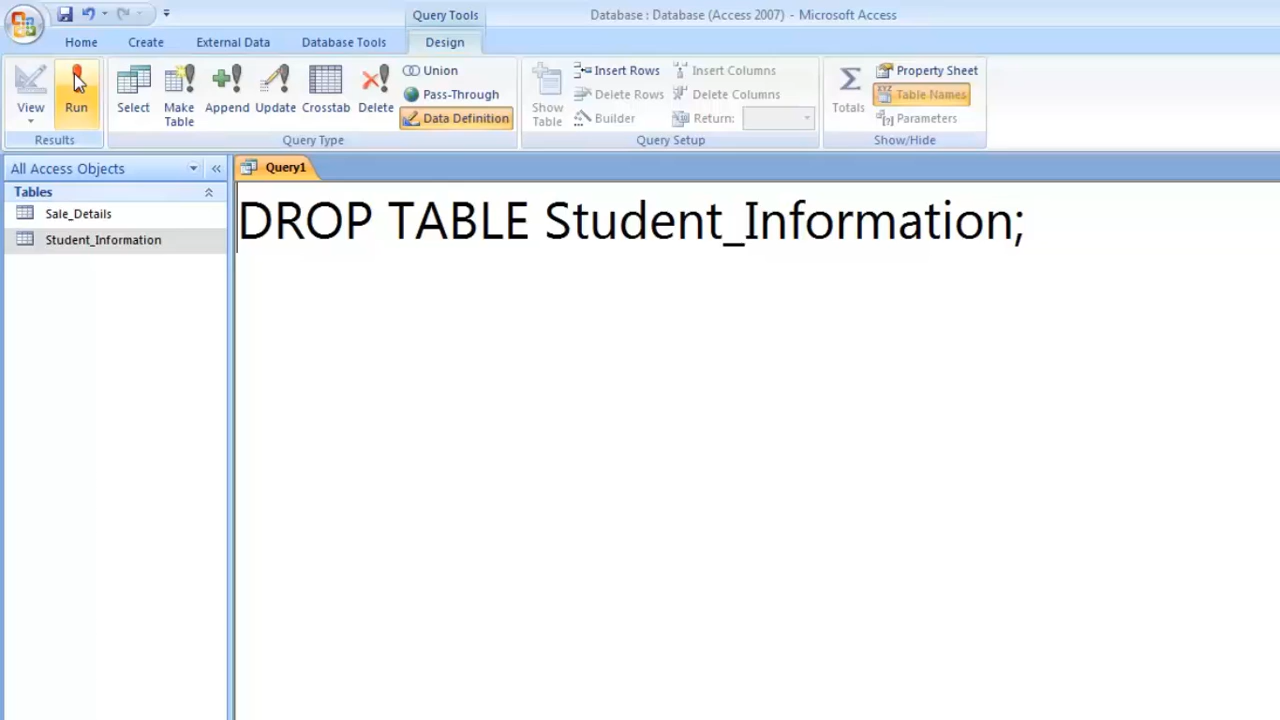 Query Tools
Database : Database (Access 2007) - Microsoft Access
Home Create External Data Database Tools Design
View
Run
Results
Select
Make Table
Append
Update
Crosstab
Delete
Union
Pass-Through
Data Definition
Query Type
Show Table
Insert Rows
Delete Rows
Builder
Insert Columns
Delete Columns
Return:
Query Setup
Totals
Property Sheet
Table Names
Parameters
Show/Hide
All Access Objects
Tables
Sale_Details
Student_Information
Query1
DROP TABLE Student_Information;